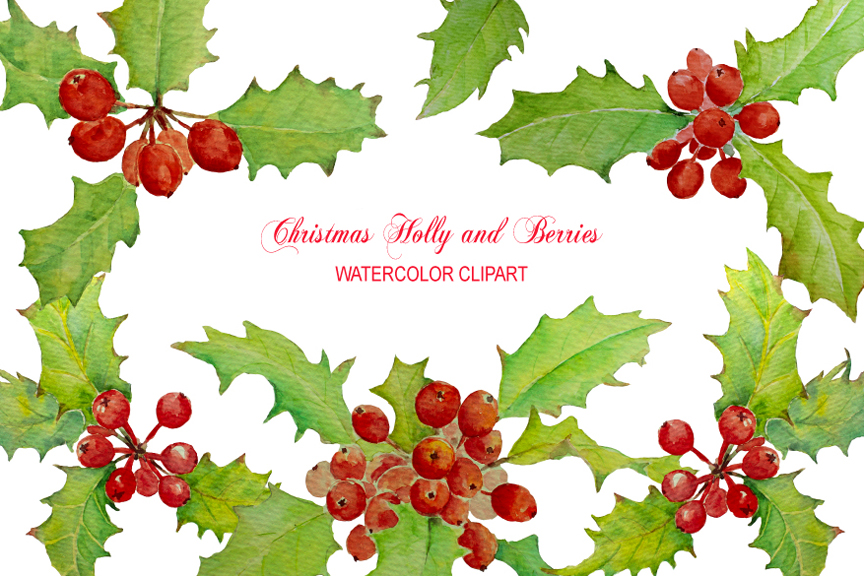 Christmas Holly and Berries
WATERCOLOR CLIPART